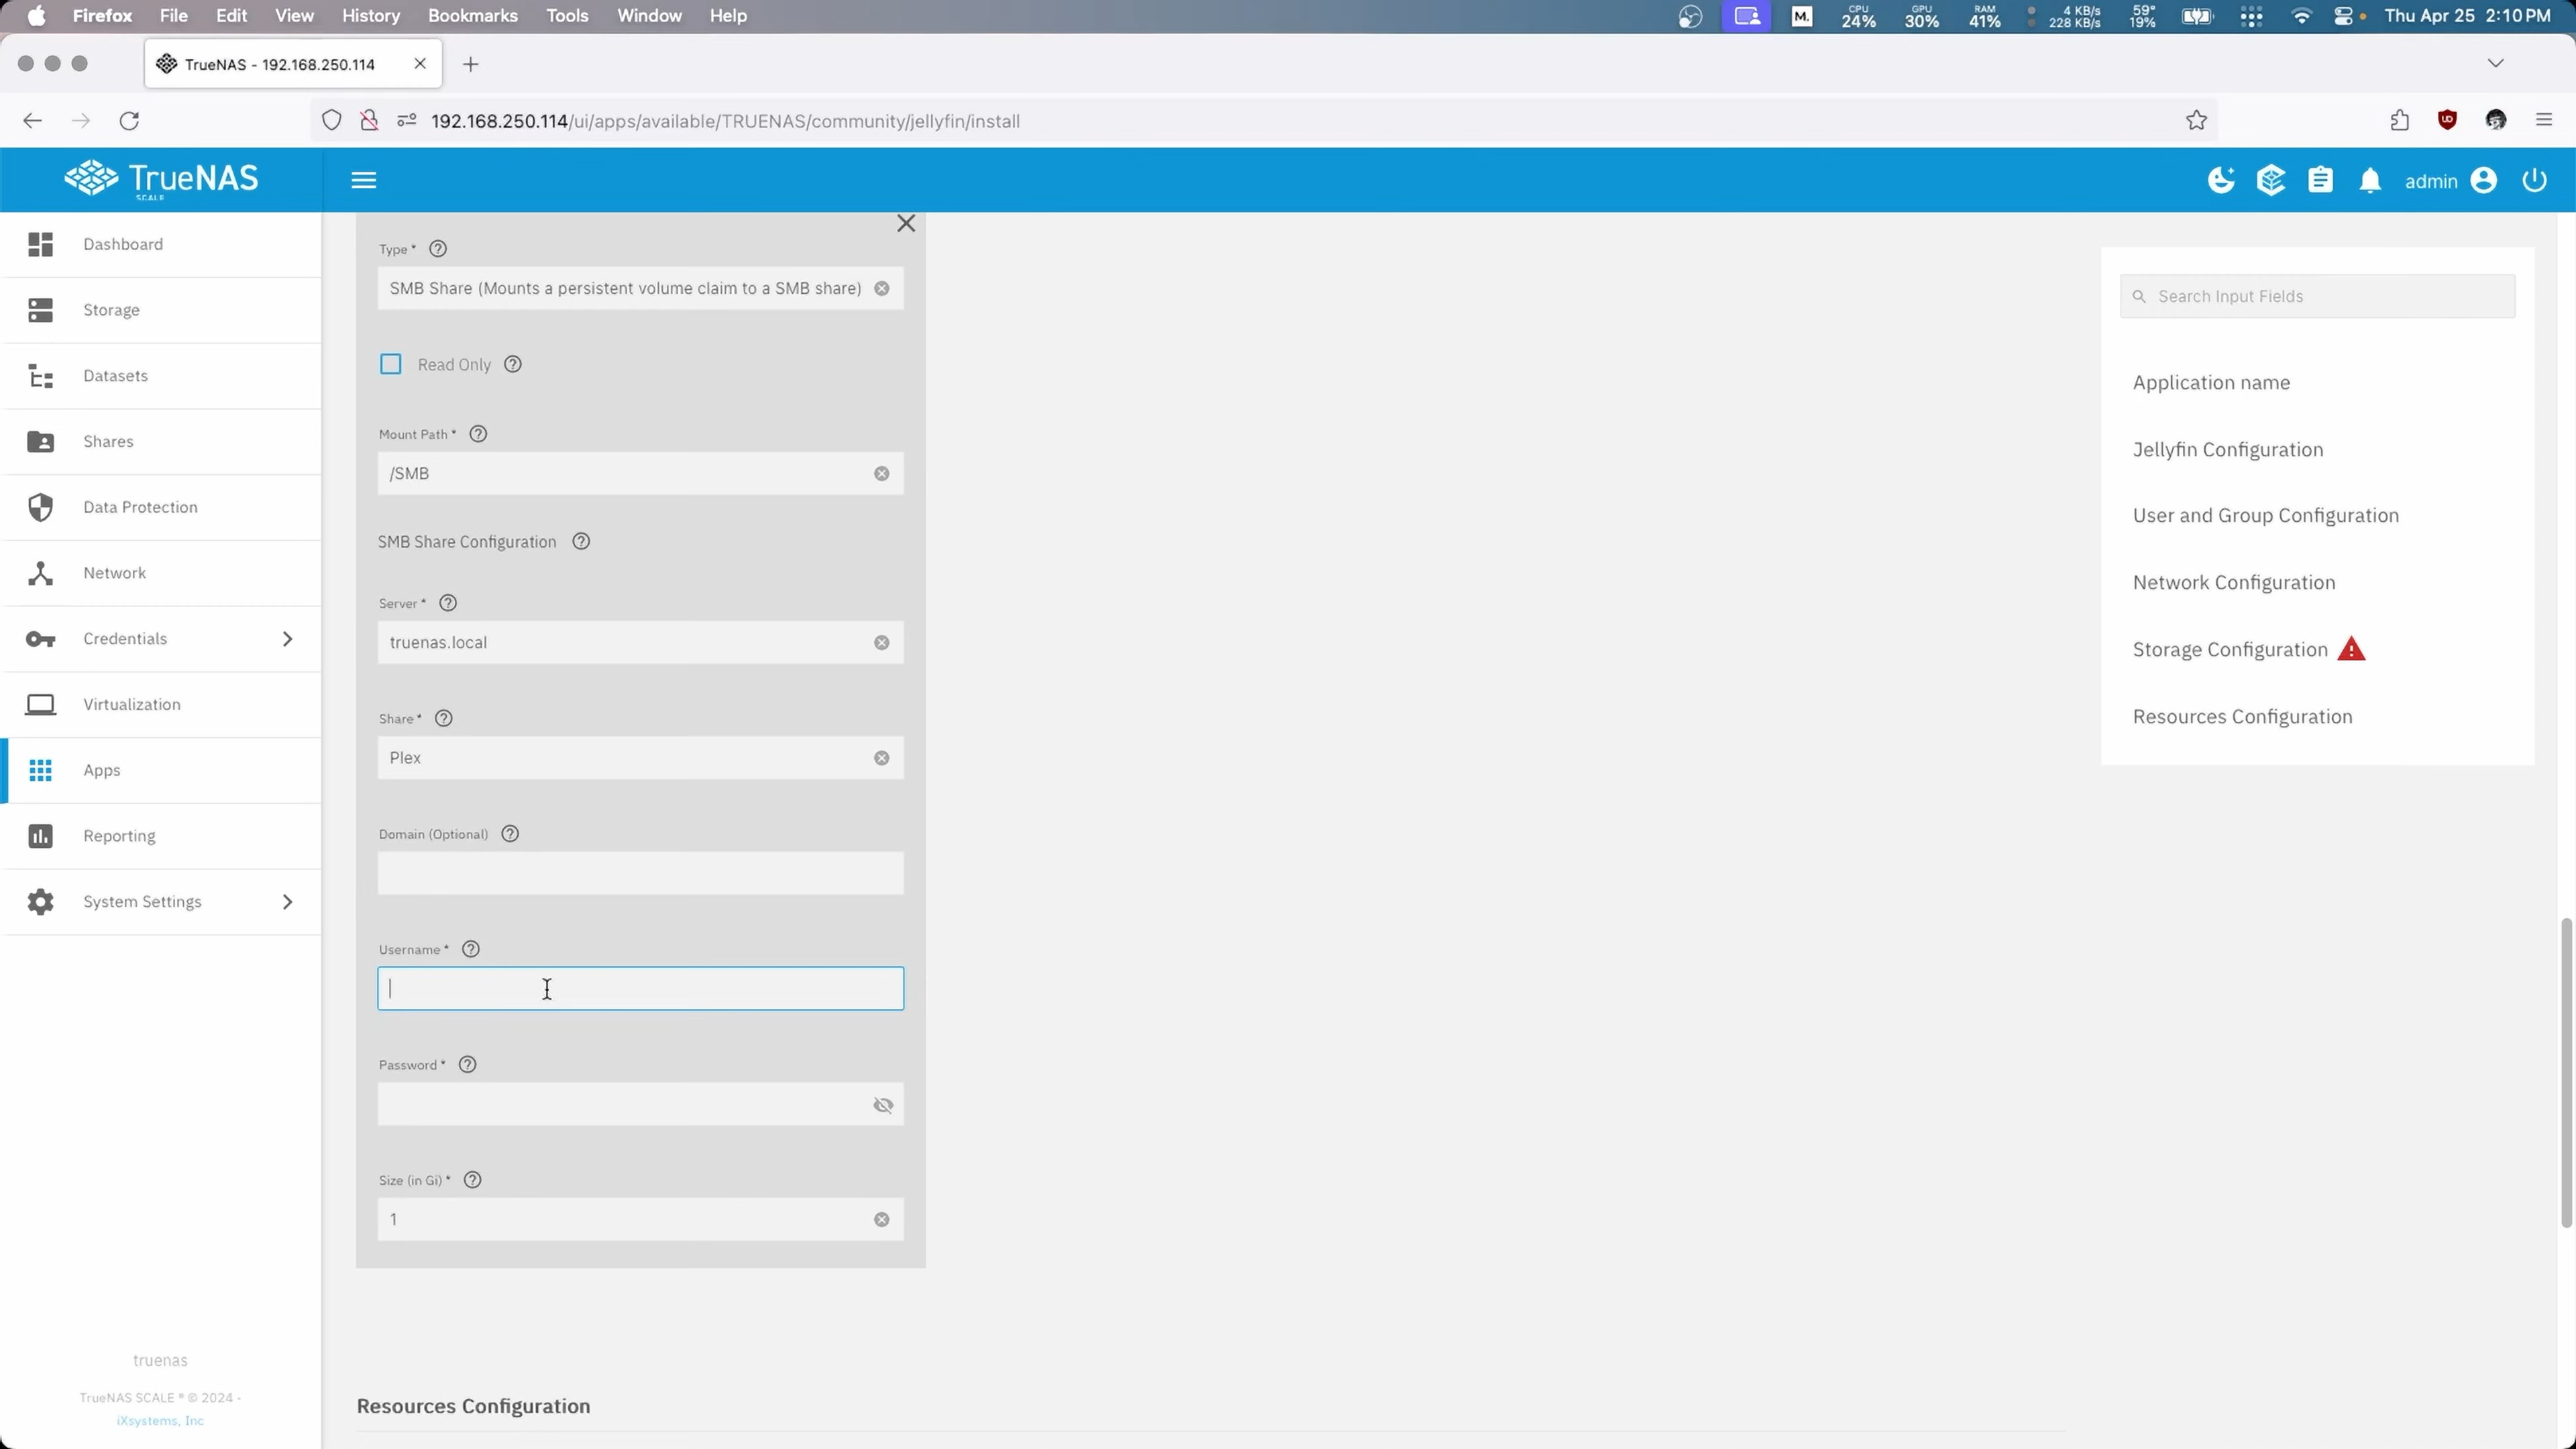 Firefox File Edit View History Bookmarks Tools Window Help
M. CPU 24% GPU 30% RAM 41% 4 KB/s 228 KB/s 59° 19% Thu Apr 25 2:10 PM
TrueNAS - 192.168.250.114
192.168.250.114/ui/apps/available/TRUENAS/community/jellyfin/install
TrueNAS
SCALE
admin
Dashboard
Storage
Datasets
Shares
Data Protection
Network
Credentials
Virtualization
Apps
Reporting
System Settings
truenas
TrueNAS SCALE ® © 2024 -
iXsystems, Inc
Type *
SMB Share (Mounts a persistent volume claim to a SMB share)
Read Only
Mount Path *
/SMB
SMB Share Configuration
Server *
truenas.local
Share *
Plex
Domain (Optional)
Username *
Password *
Size (in Gi) *
1
Resources Configuration
Search Input Fields
Application name
Jellyfin Configuration
User and Group Configuration
Network Configuration
Storage Configuration
Resources Configuration